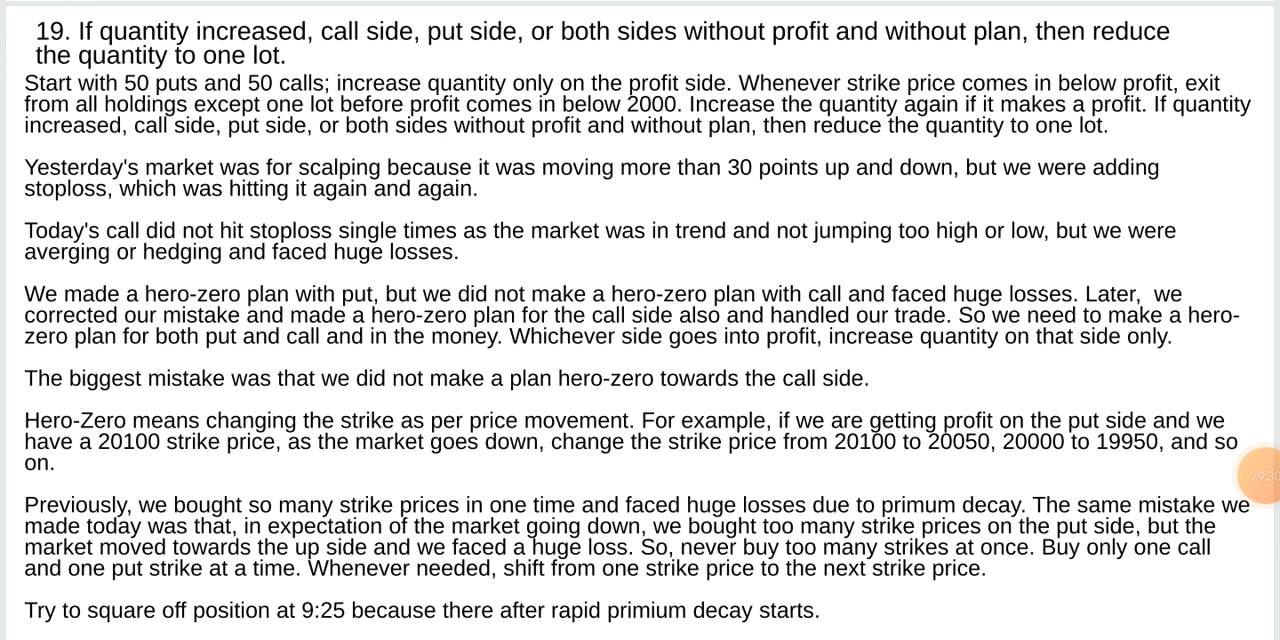 19. If quantity increased, call side, put side, or both sides without profit and without plan, then reduce
the quantity to one lot.
Start with 50 puts and 50 calls; increase quantity only on the profit side. Whenever strike price comes in below profit, exit
from all holdings except one lot before profit comes in below 2000. Increase the quantity again if it makes a profit. If quantity
increased, call side, put side, or both sides without profit and without plan, then reduce the quantity to one lot.
Yesterday's market was for scalping because it was moving more than 30 points up and down, but we were adding
stoploss, which was hitting it again and again.
Today's call did not hit stoploss single times as the market was in trend and not jumping too high or low, but we were
averging or hedging and faced huge losses.
We made a hero-zero plan with put, but we did not make a hero-zero plan with call and faced huge losses. Later,  we
corrected our mistake and made a hero-zero plan for the call side also and handled our trade. So we need to make a hero-
zero plan for both put and call and in the money. Whichever side goes into profit, increase quantity on that side only.
The biggest mistake was that we did not make a plan hero-zero towards the call side.
Hero-Zero means changing the strike as per price movement. For example, if we are getting profit on the put side and we
have a 20100 strike price, as the market goes down, change the strike price from 20100 to 20050, 20000 to 19950, and so
on.
Previously, we bought so many strike prices in one time and faced huge losses due to primum decay. The same mistake we
made today was that, in expectation of the market going down, we bought too many strike prices on the put side, but the
market moved towards the up side and we faced a huge loss. So, never buy too many strikes at once. Buy only one call
and one put strike at a time. Whenever needed, shift from one strike price to the next strike price.
Try to square off position at 9:25 because there after rapid primium decay starts.
29:30